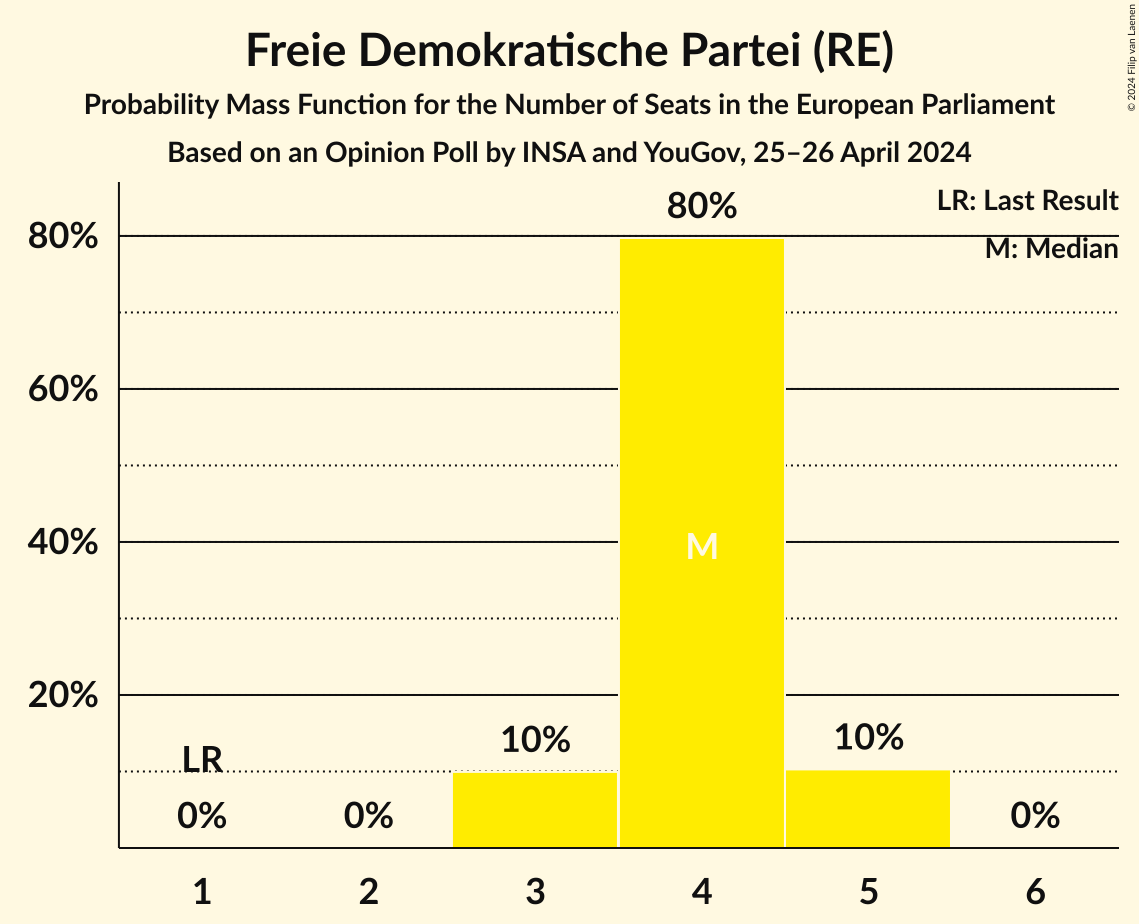 Freie Demokratische Partei (RE)
Probability Mass Function for the Number of Seats in the European Parliament
Based on an Opinion Poll by INSA and YouGov, 25–26 April 2024
© 2024 Filip van Laenen
LR: Last Result
M: Median
80%
60%
40%
20%
LR
0%
0%
10%
80%
M
10%
0%
1
2
3
4
5
6